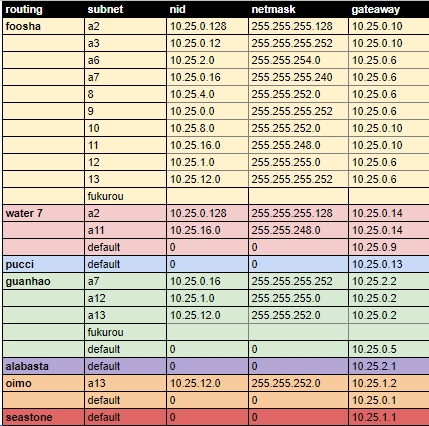 routing subnet nid netmask gateaway
foosha a2 10.25.0.128 255.255.255.128 10.25.0.10
a3 10.25.0.12 255.255.255.252 10.25.0.10
a6 10.25.2.0 255.255.254.0 10.25.0.6
a7 10.25.0.16 255.255.255.240 10.25.0.6
8 10.25.4.0 255.255.252.0 10.25.0.6
9 10.25.0.0 255.255.255.252 10.25.0.6
10 10.25.8.0 255.255.252.0 10.25.0.10
11 10.25.16.0 255.255.248.0 10.25.0.10
12 10.25.1.0 255.255.255.0 10.25.0.6
13 10.25.12.0 255.255.255.252 10.25.0.6
fukurou
water 7 a2 10.25.0.128 255.255.255.128 10.25.0.14
a11 10.25.16.0 255.255.248.0 10.25.0.14
default 0 0 10.25.0.9
pucci default 0 0 10.25.0.13
guanhao a7 10.25.0.16 255.255.255.252 10.25.2.2
a12 10.25.1.0 255.255.255.0 10.25.0.2
a13 10.25.12.0 255.255.252.0 10.25.0.2
fukurou
default 0 0 10.25.0.5
alabasta default 0 0 10.25.2.1
oimo a13 10.25.12.0 255.255.252.0 10.25.1.2
default 0 0 10.25.0.1
seastone default 0 0 10.25.1.1